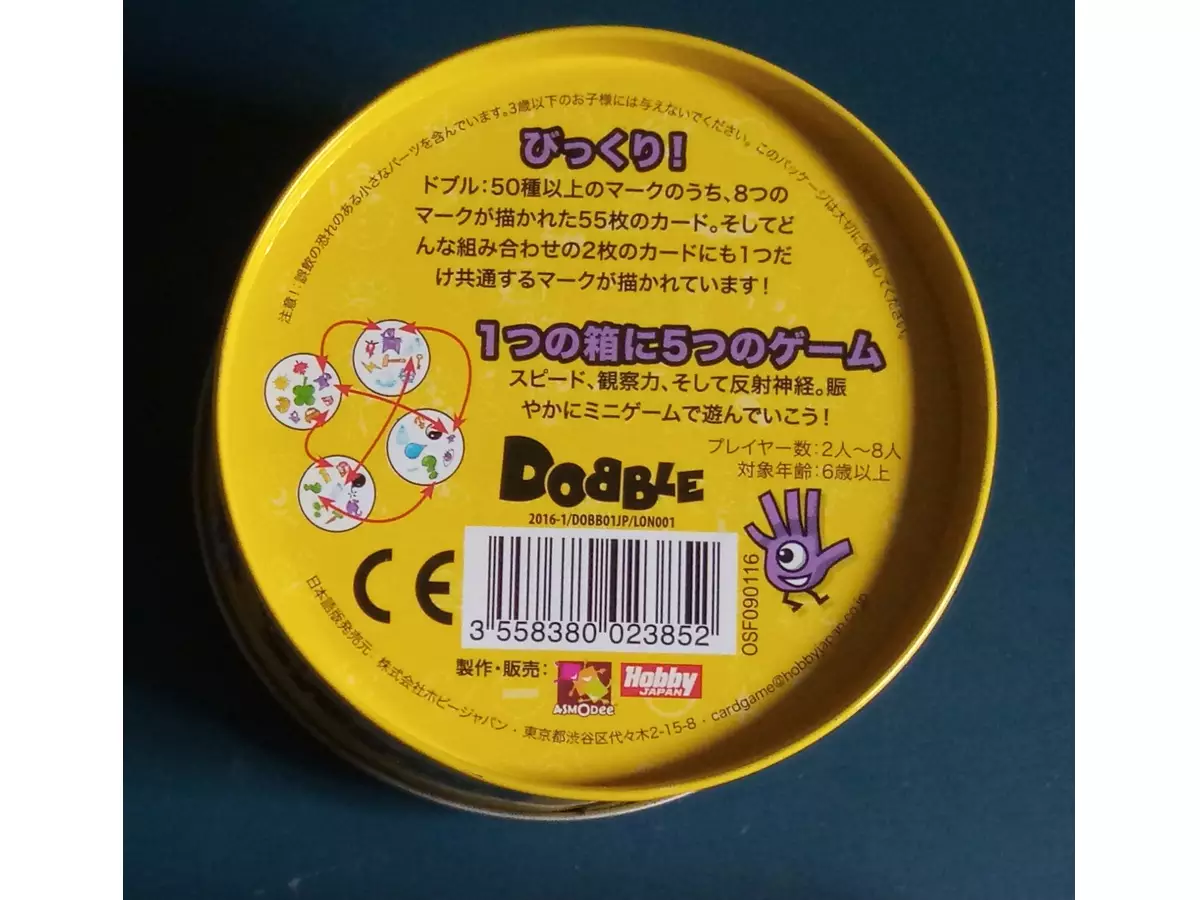 注意!:誤飲の恐れのある小さなパーツを含んでいます。3歳以下のお子様には与えないでください。このパッケージは大切に保管してください。
びっくり!
ドブル:50種以上のマークのうち、8つの
マークが描かれた55枚のカード。そしてど
んな組み合わせの2枚のカードにも1つだ
け共通するマークが描かれています!
1つの箱に5つのゲーム
スピード、観察力、そして反射神経。賑
やかにミニゲームで遊んでいこう!
プレイヤー数:2人〜8人
対象年齢:6歳以上
DOBBLE
2016-1/DOBB01JP/LON001
CE
3 558380 023852
OSF090116
製作・販売:
ASMODee
Hobby
JAPAN
日本語版発売元:株式会社ホビージャパン・東京都渋谷区代々木2-15-8・cardgame@hobbyjapan.co.jp